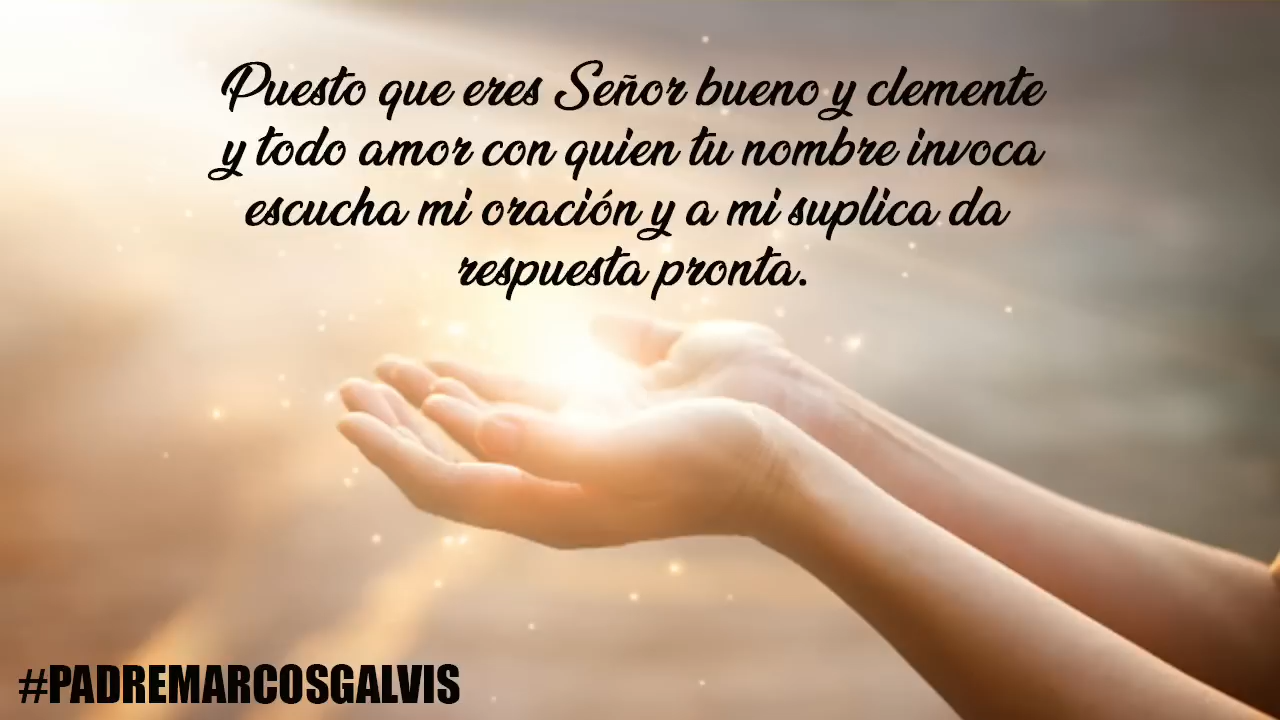 Puesto que eres Señor bueno y clemente
y todo amor con quien tu nombre invoca
escucha mi oración y a mi suplica da
respuesta pronta.
#PADREMARCOSGALVIS